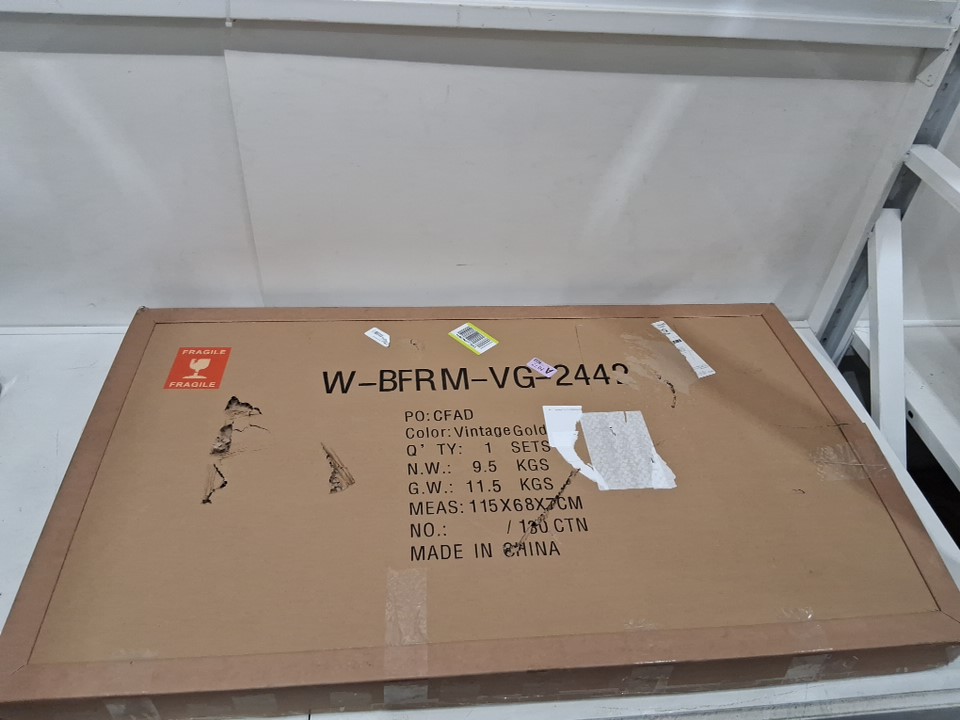 FRAGILE
FRAGILE
W-BFRM-VG-2442
PO: CFAD
Color: Vintage Gold
Q' TY: 1 SETS
N.W.: 9.5 KGS
G.W.: 11.5 KGS
MEAS: 115X68X7CM
NO.: / 130 CTN
MADE IN CHINA